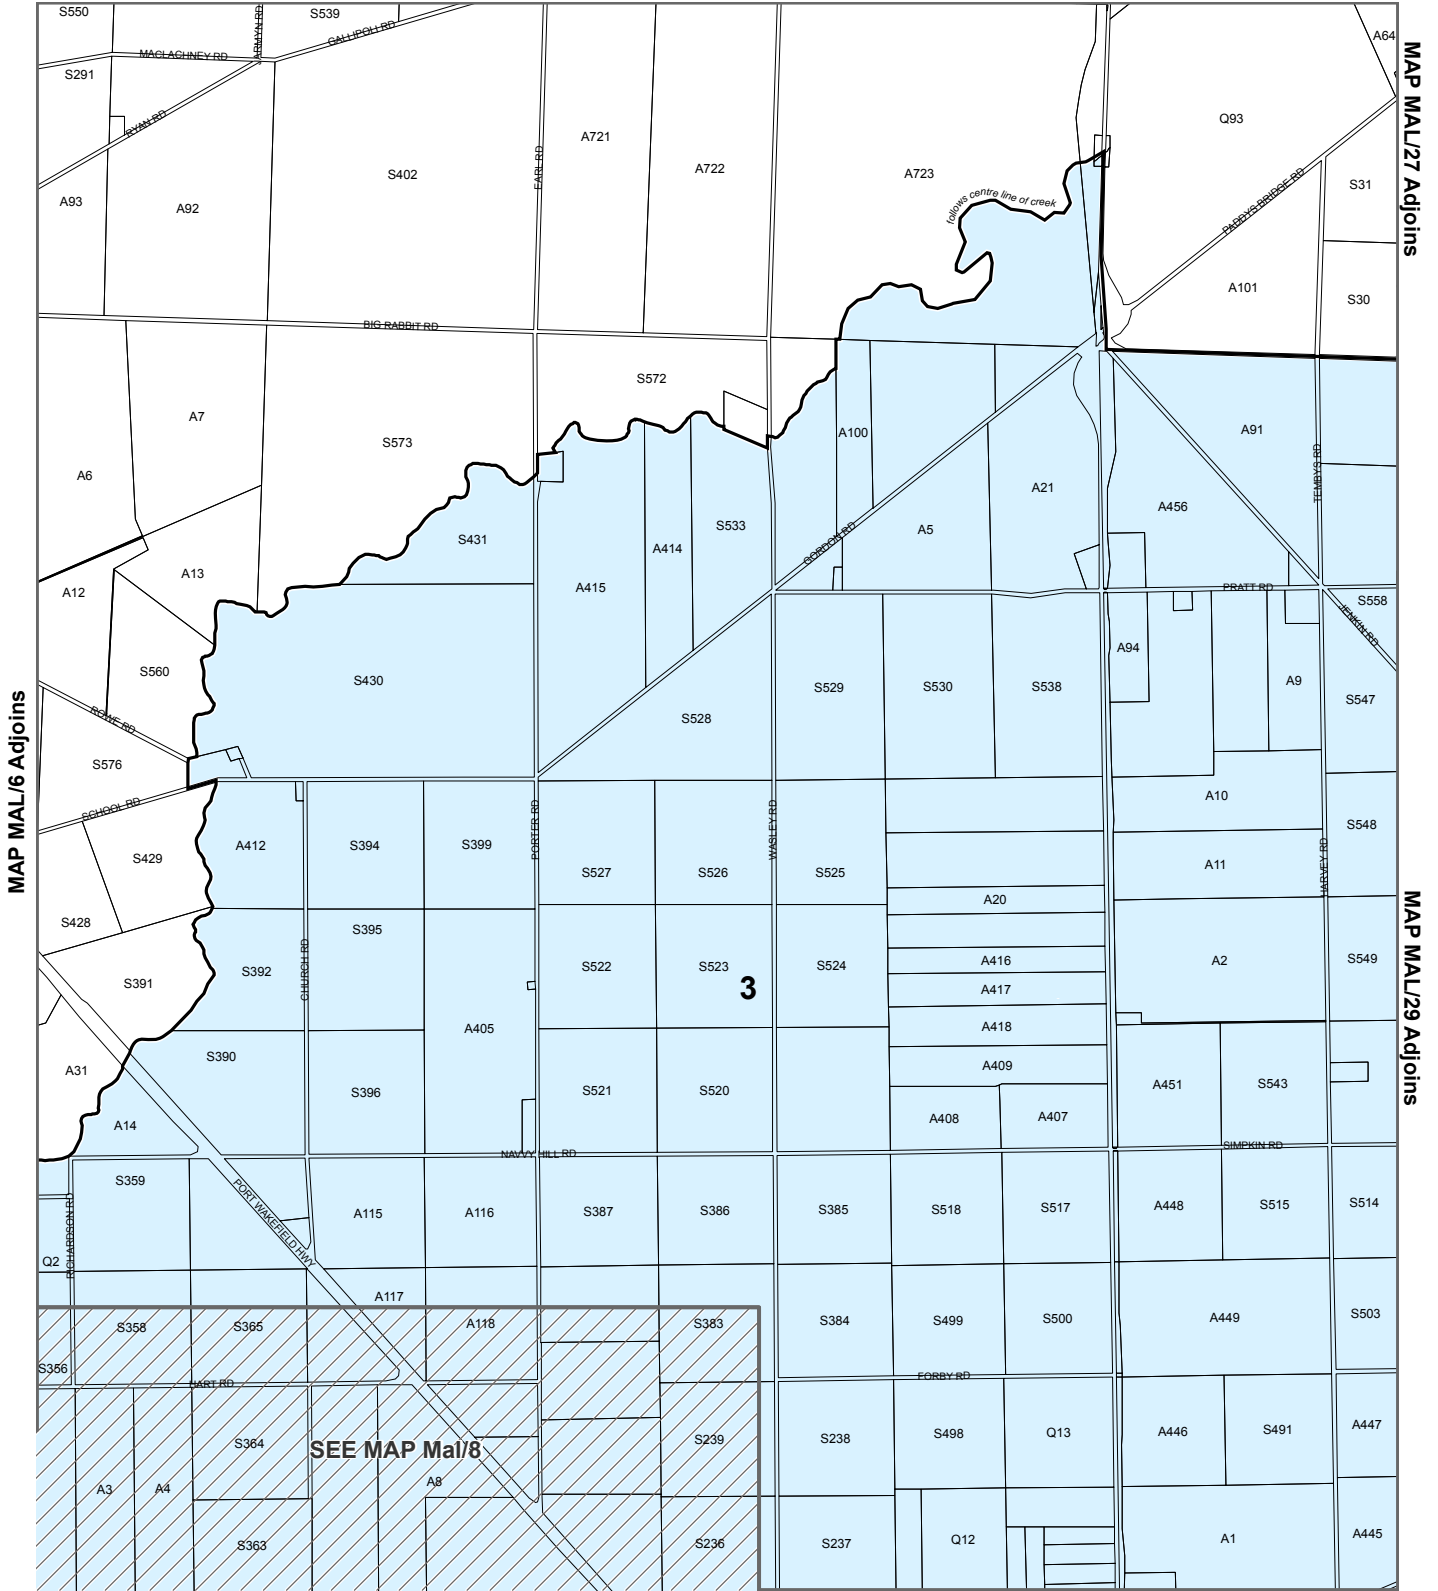 S550
S539
ARMYN RD
GALLIPOLI RD
MACLACHNEY RD
S291
RYAN RD
A93
A92
S402
EARL RD
A721
A722
A723
follows centre line of creek
Q93
A64
S31
PADDYS BRIDGE RD
A101
S30
MAP MAL/27 Adjoins
BIG RABBIT RD
A7
S573
S572
A6
A100
A91
TEMBYS RD
A21
A456
A5
GORDON RD
S431
A414
S533
A415
A12
A13
PRATT RD
S558
JENKIN RD
S560
S430
A94
A9
S529
S530
S538
S528
S547
ROWE RD
S576
MAP MAL/6 Adjoins
SCHOOL RD
A10
S429
A412
S394
S399
PORTER RD
WASLEY RD
S527
S526
S525
A11
S548
HARVEY RD
A20
S428
S395
S391
S392
CHURCH RD
S522
S523
3
S524
A416
A417
A2
S549
A405
A418
A409
MAP MAL/29 Adjoins
A31
S390
S396
S521
S520
A451
S543
A14
A408
A407
NAVVY HILL RD
SIMPKIN RD
S359
RICHARDSON RD
PORT WAKEFIELD HWY
A115
A116
S387
S386
S385
S518
S517
A448
S515
S514
Q2
A117
S358
S365
A118
S383
S384
S499
S500
A449
S503
S356
HART RD
FORBY RD
S364
SEE MAP Mal/8
S239
S238
S498
Q13
A446
S491
A447
A3
A4
A8
S363
S236
S237
Q12
A1
A445